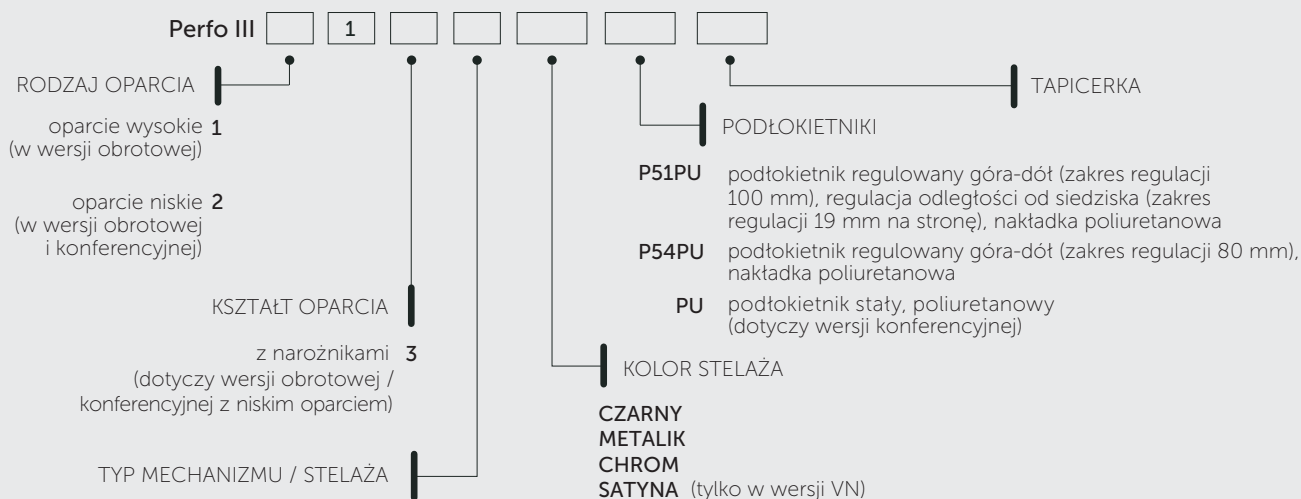 Perfo III 1
RODZAJ OPARCIA
oparcie wysokie 1
(w wersji obrotowej)
oparcie niskie 2
(w wersji obrotowej
i konferencyjnej)
KSZTAŁT OPARCIA
z narożnikami 3
(dotyczy wersji obrotowej /
konferencyjnej z niskim oparciem)
TYP MECHANIZMU / STELAŻA
TAPICERKA
PODŁOKIETNIKI
P51PU podłokietnik regulowany góra-dół (zakres regulacji
100 mm), regulacja odległości od siedziska (zakres
regulacji 19 mm na stronę), nakładka poliuretanowa
P54PU podłokietnik regulowany góra-dół (zakres regulacji 80 mm),
nakładka poliuretanowa
PU podłokietnik stały, poliuretanowy
(dotyczy wersji konferencyjnej)
KOLOR STELAŻA
CZARNY
METALIK
CHROM
SATYNA (tylko w wersji VN)